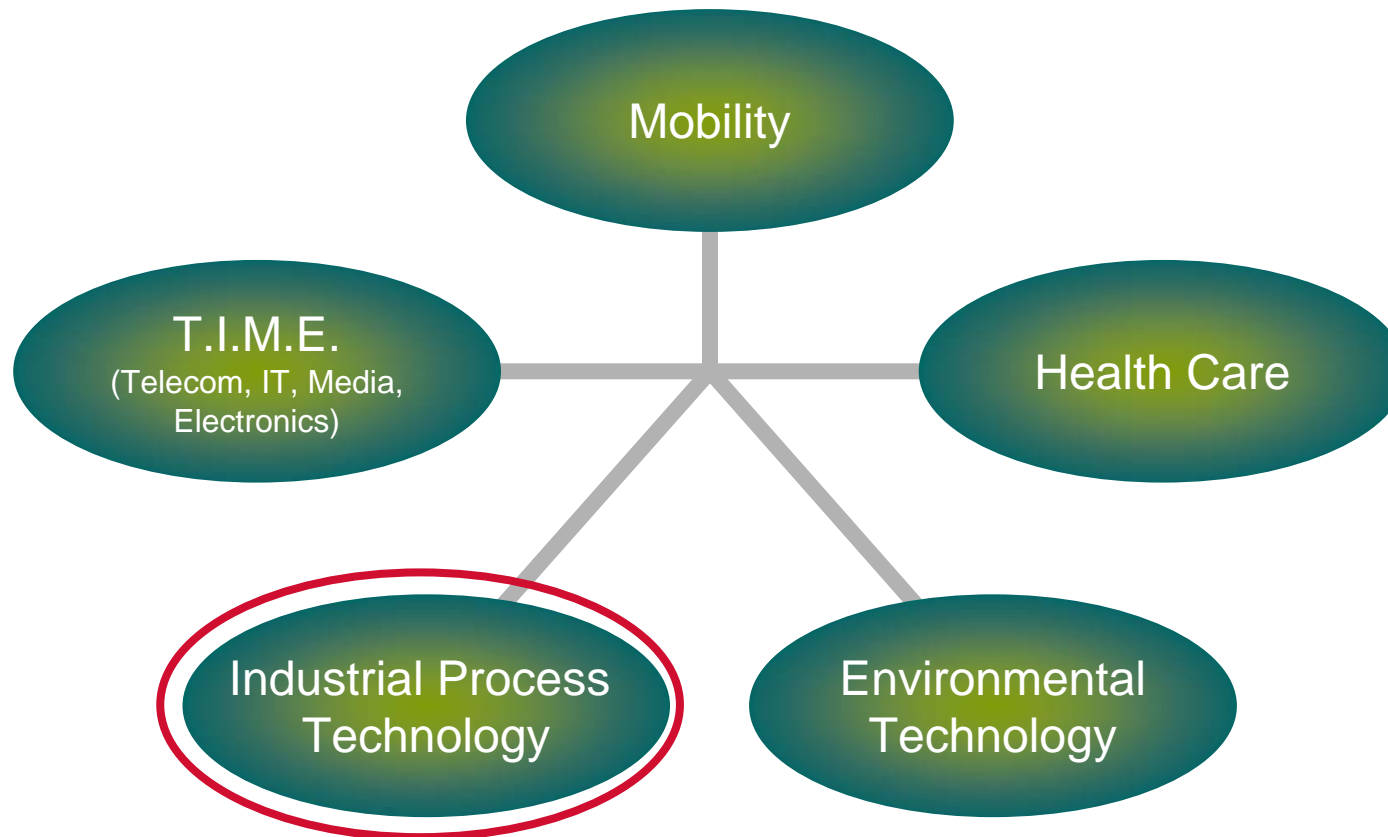 Mobility
T.I.M.E.
(Telecom, IT, Media,
Electronics)
Health Care
Industrial Process
Technology
Environmental
Technology